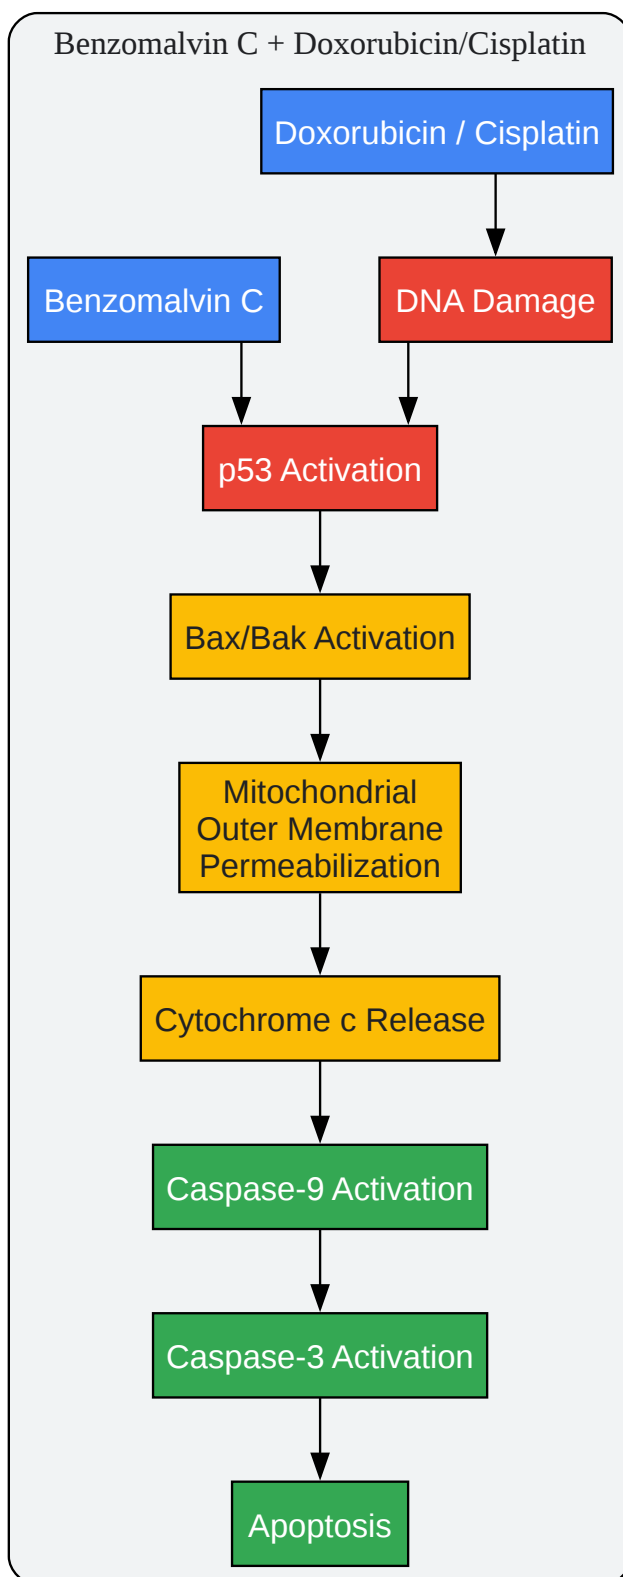 Benzomalvin C + Doxorubicin/Cisplatin
Doxorubicin / Cisplatin
Benzomalvin C
DNA Damage
p53 Activation
Bax/Bak Activation
Mitochondrial
Outer Membrane
Permeabilization
Cytochrome c Release
Caspase-9 Activation
Caspase-3 Activation
Apoptosis